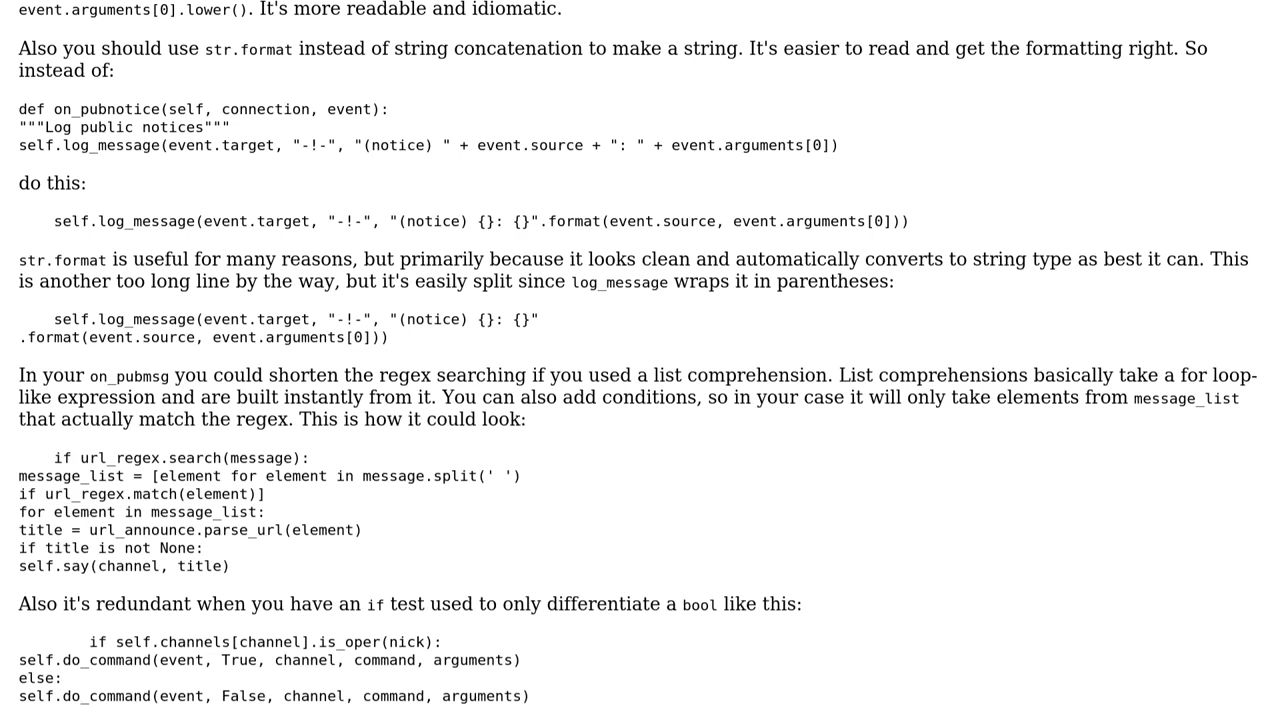 event.arguments[0].lower(). It's more readable and idiomatic.
Also you should use str.format instead of string concatenation to make a string. It's easier to read and get the formatting right. So
instead of:
def on_pubnotice(self, connection, event):
"""Log public notices"""
self.log_message(event.target, "-!-", "(notice) " + event.source + ": " + event.arguments[0])
do this:
self.log_message(event.target, "-!-", "(notice) {}: {}".format(event.source, event.arguments[0]))
str.format is useful for many reasons, but primarily because it looks clean and automatically converts to string type as best it can. This
is another too long line by the way, but it's easily split since log_message wraps it in parentheses:
self.log_message(event.target, "-!-", "(notice) {}: {}"
.format(event.source, event.arguments[0]))
In your on_pubmsg you could shorten the regex searching if you used a list comprehension. List comprehensions basically take a for loop-
like expression and are built instantly from it. You can also add conditions, so in your case it will only take elements from message_list
that actually match the regex. This is how it could look:
if url_regex.search(message):
message_list = [element for element in message.split(' ')
if url_regex.match(element)]
for element in message_list:
title = url_announce.parse_url(element)
if title is not None:
self.say(channel, title)
Also it's redundant when you have an if test used to only differentiate a bool like this:
if self.channels[channel].is_oper(nick):
self.do_command(event, True, channel, command, arguments)
else:
self.do_command(event, False, channel, command, arguments)